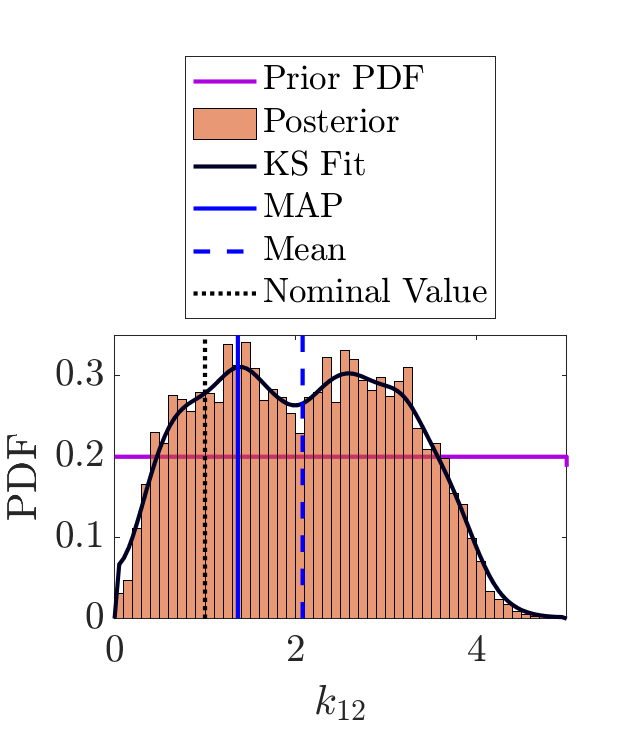 Prior PDF
Posterior
KS Fit
MAP
Mean
Nominal Value
0.3
0.2
0.1
0
PDF
0 2 4
k12